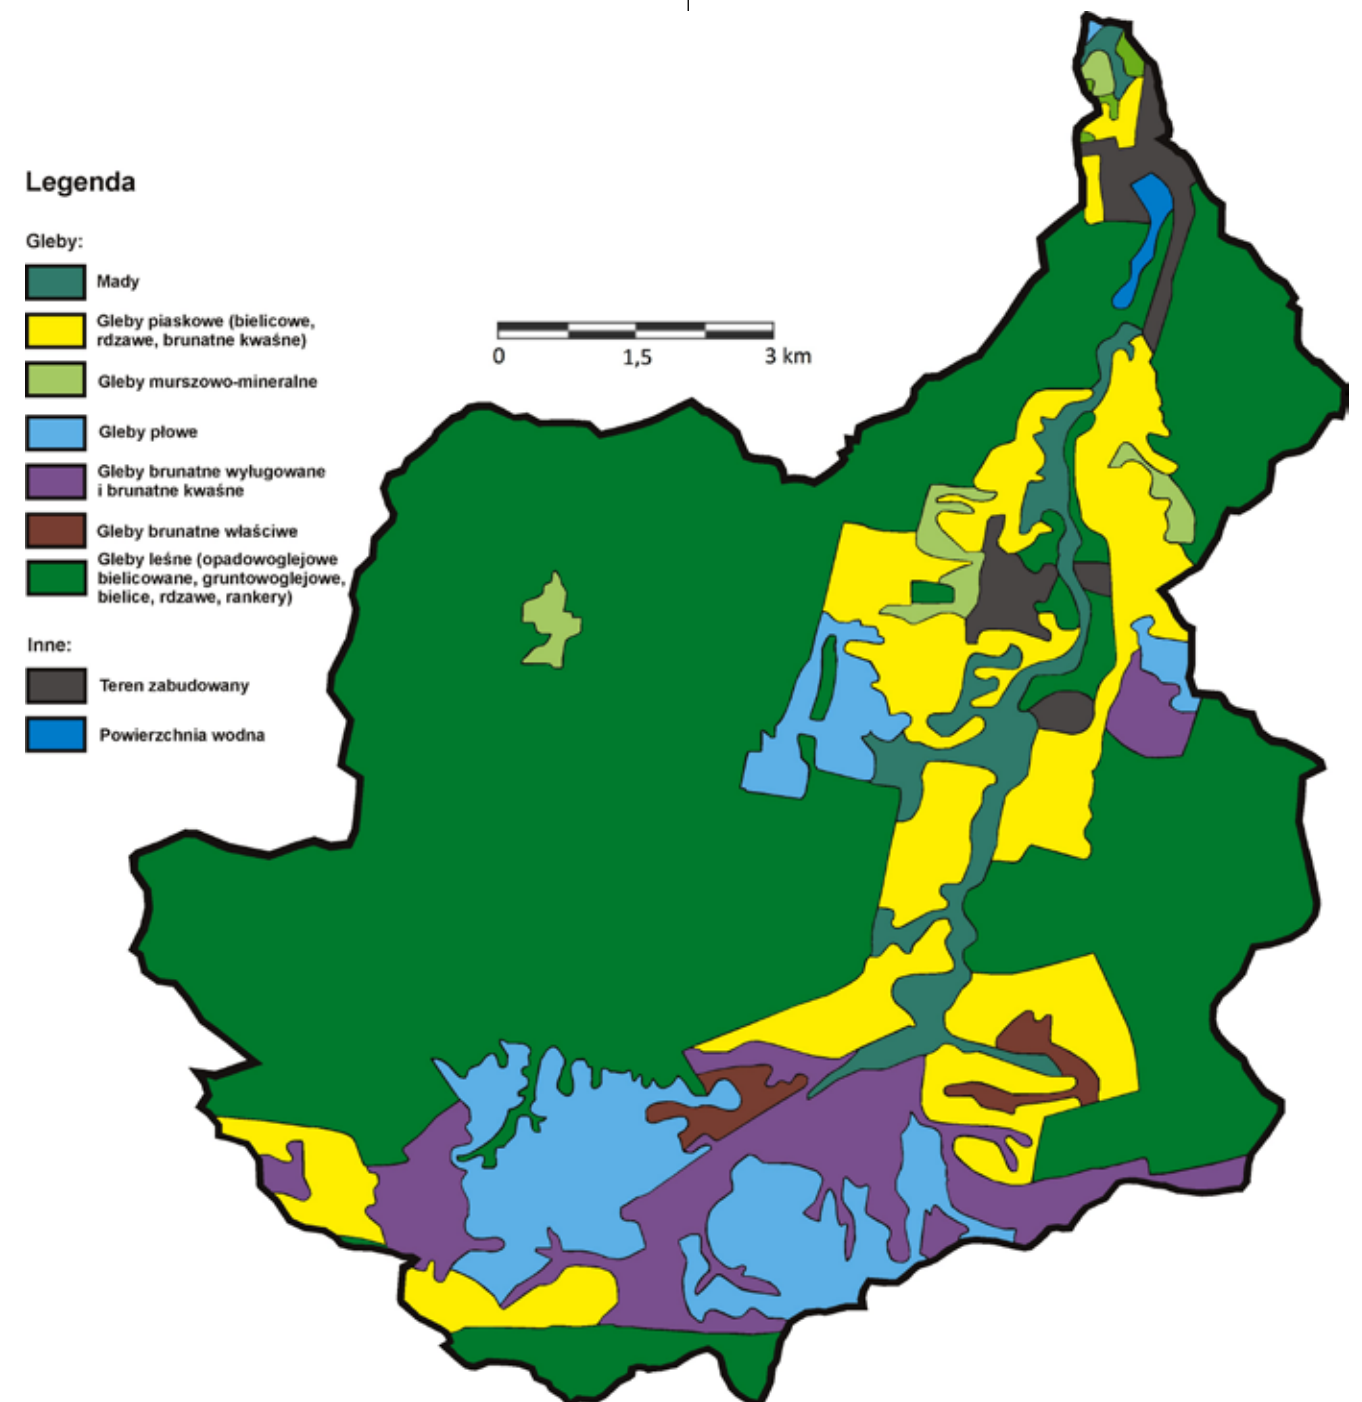 Legenda
Gleby:
Mady
Gleby piaskowe (bielicowe,
rdzawe, brunatne kwaśne)
Gleby murszowo-mineralne
Gleby płowe
Gleby brunatne wyługowane
i brunatne kwaśne
Gleby brunatne właściwe
Gleby leśne (opadowoglejowe
bielicowane, gruntowoglejowe,
bielice, rdzawe, rankery)
Inne:
Teren zabudowany
Powierzchnia wodna
0 1,5 3 km